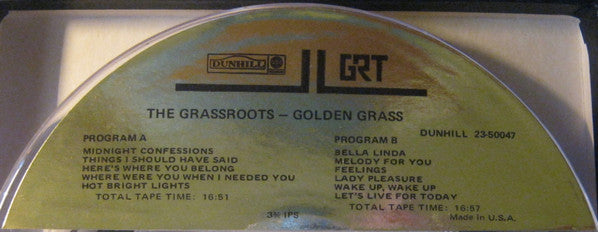 DUNHILL
GRT
THE GRASSROOTS – GOLDEN GRASS
DUNHILL 23-50047
PROGRAM A
MIDNIGHT CONFESSIONS
THINGS I SHOULD HAVE SAID
HERE'S WHERE YOU BELONG
WHERE WERE YOU WHEN I NEEDED YOU
HOT BRIGHT LIGHTS
TOTAL TAPE TIME: 16:51
PROGRAM B
BELLA LINDA
MELODY FOR YOU
FEELINGS
LADY PLEASURE
WAKE UP, WAKE UP
LET'S LIVE FOR TODAY
TOTAL TAPE TIME: 16:57
3¾ IPS
Made in U.S.A.